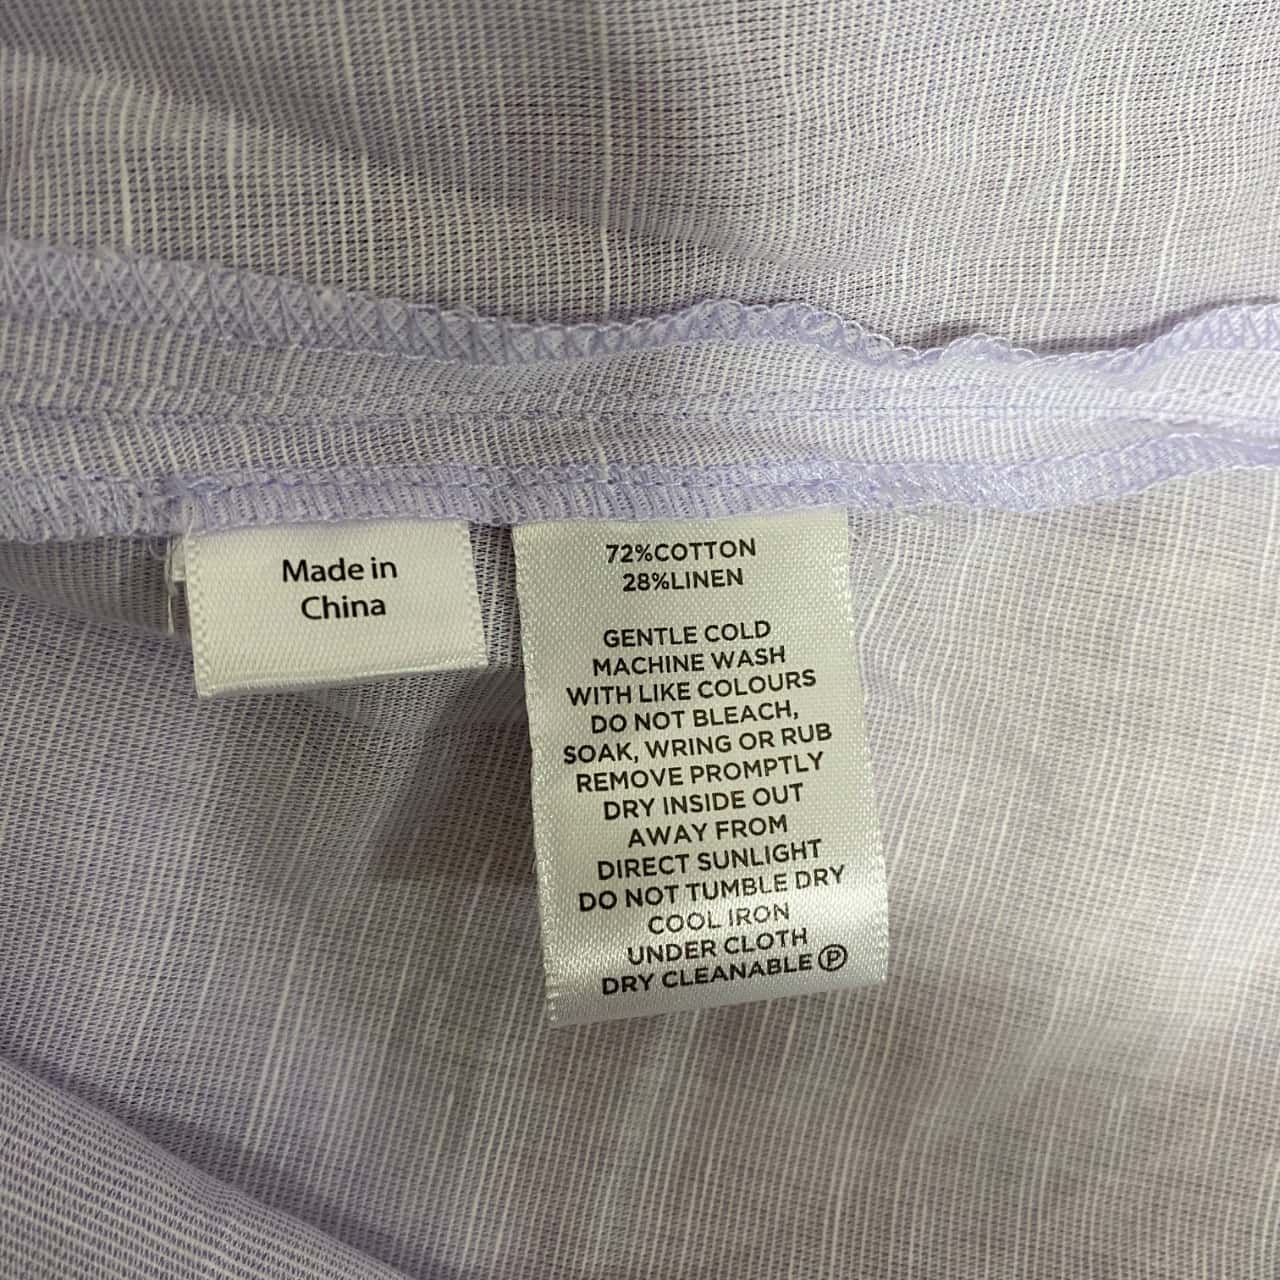 Made in
China
72%COTTON
28%LINEN
GENTLE COLD
MACHINE WASH
WITH LIKE COLOURS
DO NOT BLEACH,
SOAK, WRING OR RUB
REMOVE PROMPTLY
DRY INSIDE OUT
AWAY FROM
DIRECT SUNLIGHT
DO NOT TUMBLE DRY
COOL IRON
UNDER CLOTH
DRY CLEANABLE Ⓟ